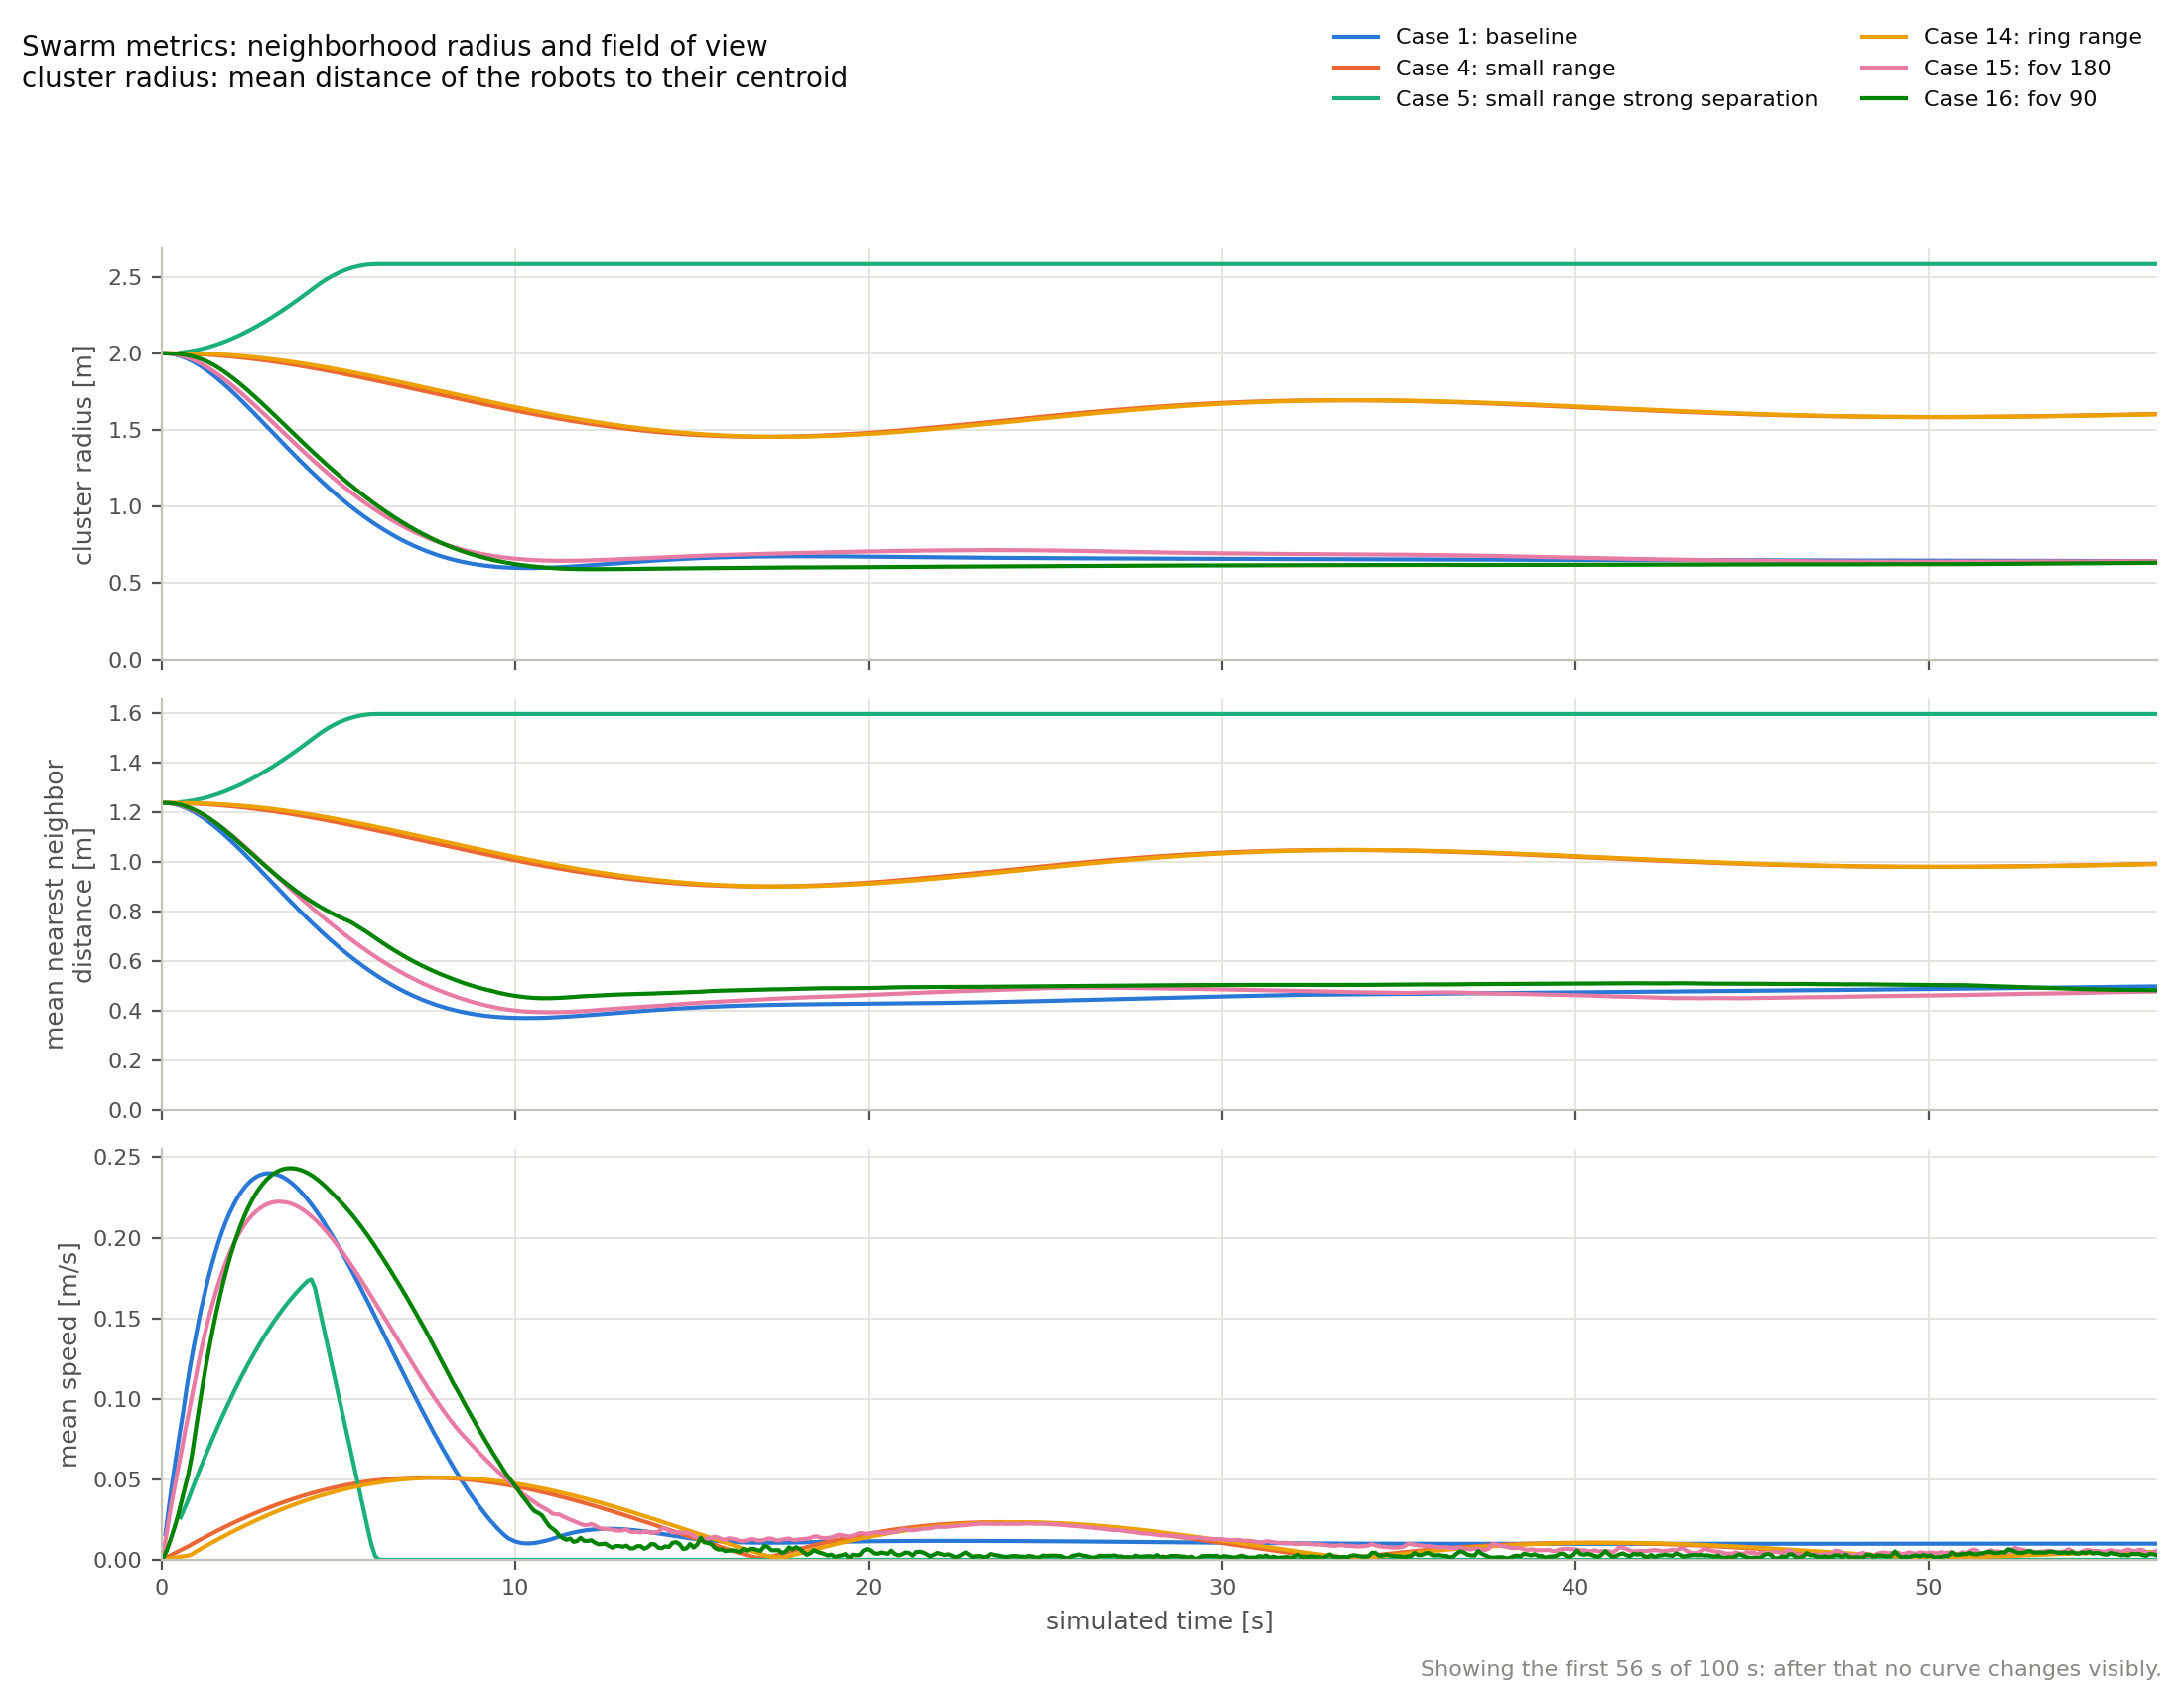 Swarm metrics: neighborhood radius and field of view
cluster radius: mean distance of the robots to their centroid
Case 1: baseline
Case 4: small range
Case 5: small range strong separation
Case 14: ring range
Case 15: fov 180
Case 16: fov 90
cluster radius [m]
2.5
2.0
1.5
1.0
0.5
0.0
mean nearest neighbor
distance [m]
1.6
1.4
1.2
1.0
0.8
0.6
0.4
0.2
0.0
mean speed [m/s]
0.25
0.20
0.15
0.10
0.05
0.00
0
10
20
30
40
50
simulated time [s]
Showing the first 56 s of 100 s: after that no curve changes visibly.